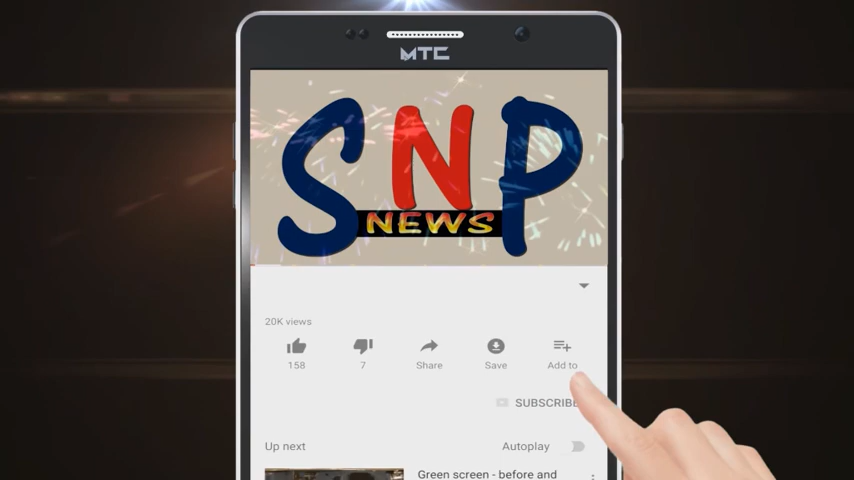 MTC
SNP
NEWS
20K views
158
7
Share
Save
Add to
SUBSCRIBE
Up next
Autoplay
Green screen - before and